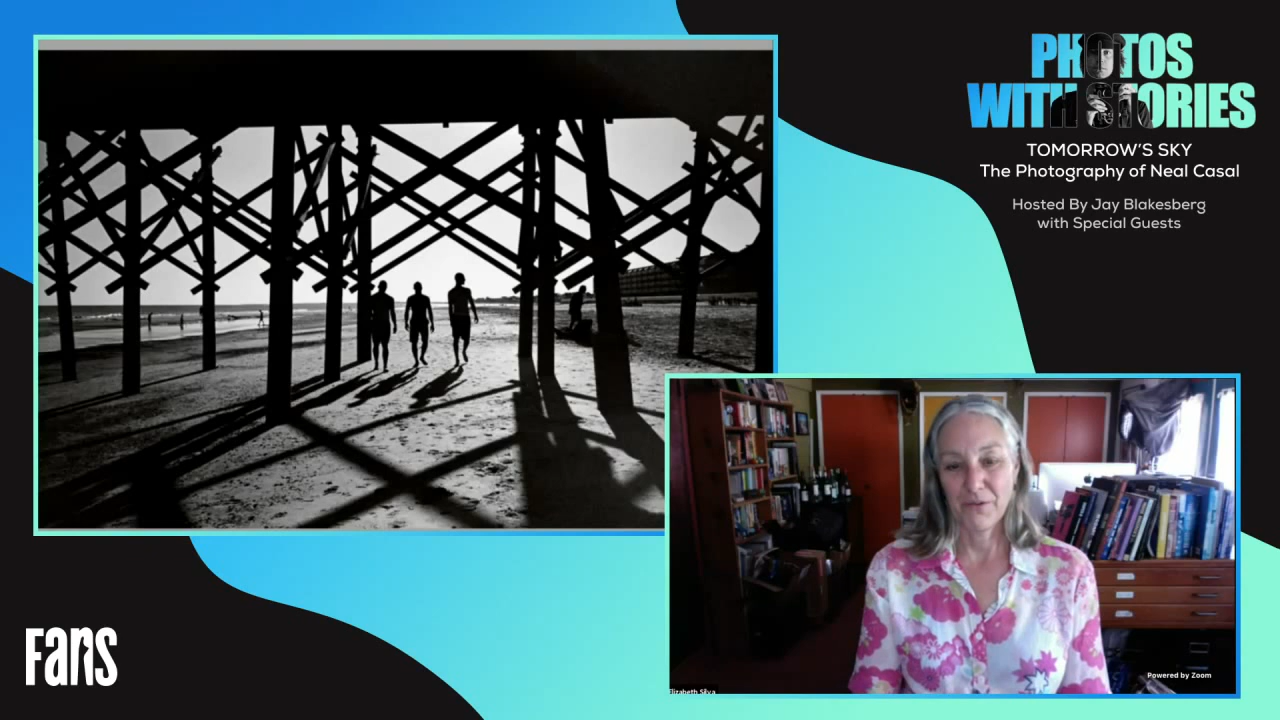 PHOTOS
WITH STORIES
TOMORROW'S SKY
The Photography of Neal Casal
Hosted By Jay Blakesberg
with Special Guests
Powered by Zoom
Elizabeth Silva
FANS